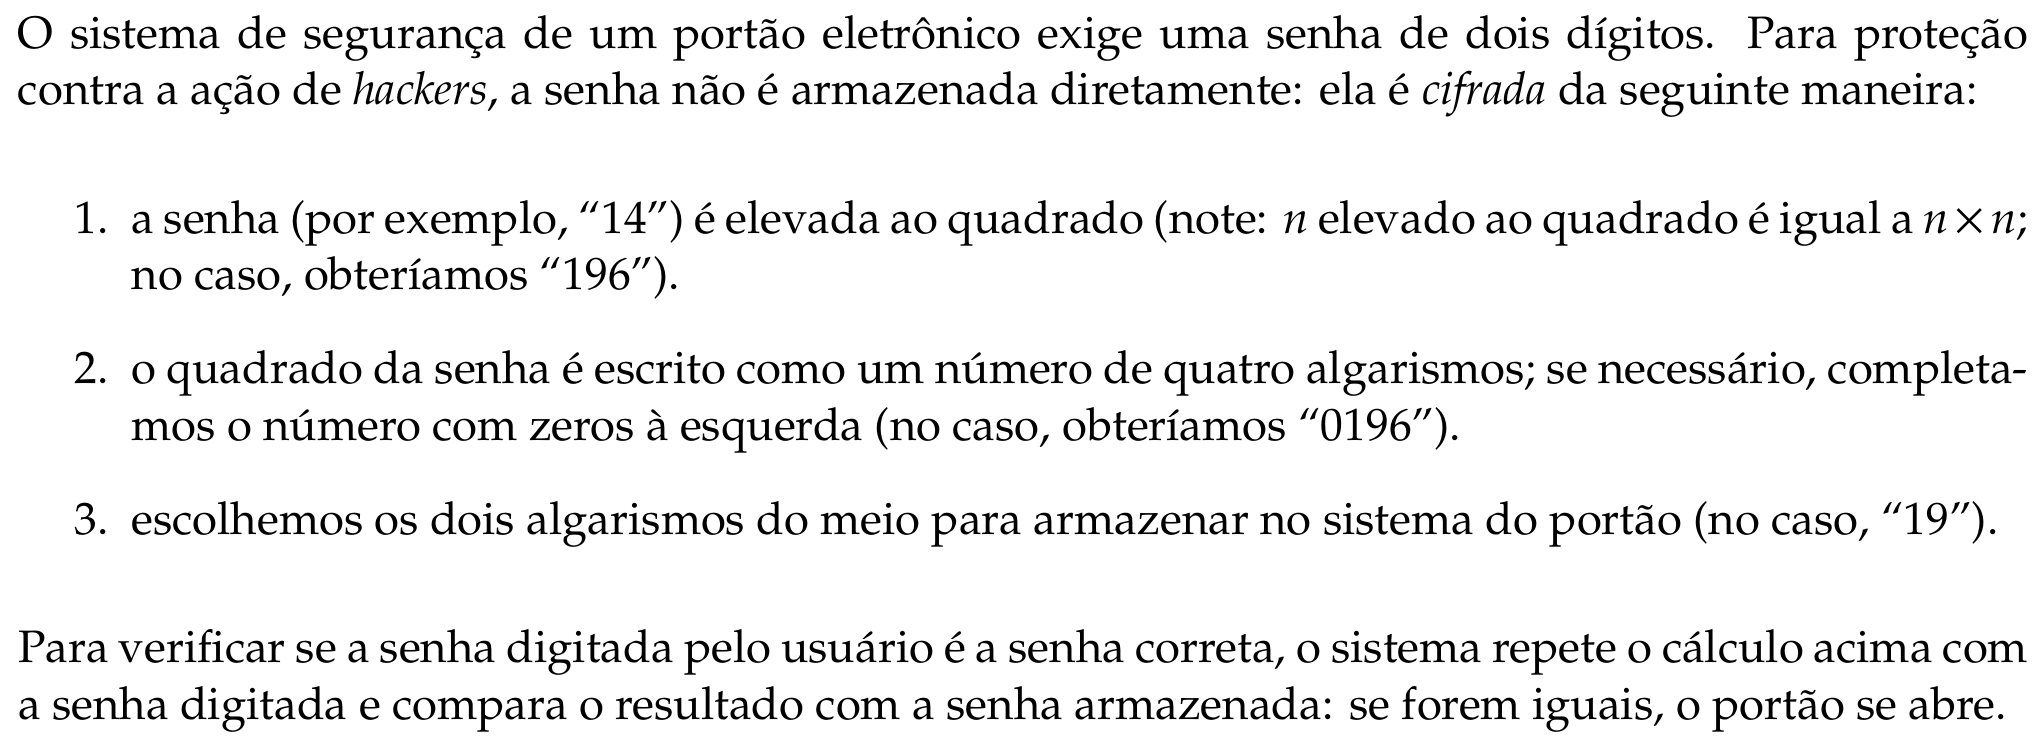 O sistema de segurança de um portão eletrônico exige uma senha de dois dígitos. Para proteção
contra a ação de hackers, a senha não é armazenada diretamente: ela é cifrada da seguinte maneira:
1. a senha (por exemplo, “14”) é elevada ao quadrado (note: n elevado ao quadrado é igual a n × n;
no caso, obteríamos “196”).
2. o quadrado da senha é escrito como um número de quatro algarismos; se necessário, completa-
mos o número com zeros à esquerda (no caso, obteríamos “0196”).
3. escolhemos os dois algarismos do meio para armazenar no sistema do portão (no caso, “19”).
Para verificar se a senha digitada pelo usuário é a senha correta, o sistema repete o cálculo acima com
a senha digitada e compara o resultado com a senha armazenada: se forem iguais, o portão se abre.